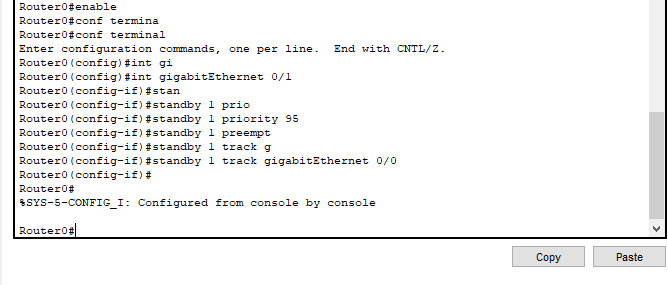 Router0#enable
Router0#conf termina
Router0#conf terminal
Enter configuration commands, one per line.  End with CNTL/Z.
Router0(config)#int gi
Router0(config)#int gigabitEthernet 0/1
Router0(config-if)#stan
Router0(config-if)#standby 1 prio
Router0(config-if)#standby 1 priority 95
Router0(config-if)#standby 1 preempt
Router0(config-if)#standby 1 track g
Router0(config-if)#standby 1 track gigabitEthernet 0/0
Router0(config-if)#
Router0#
%SYS-5-CONFIG_I: Configured from console by console
Router0#
Copy Paste